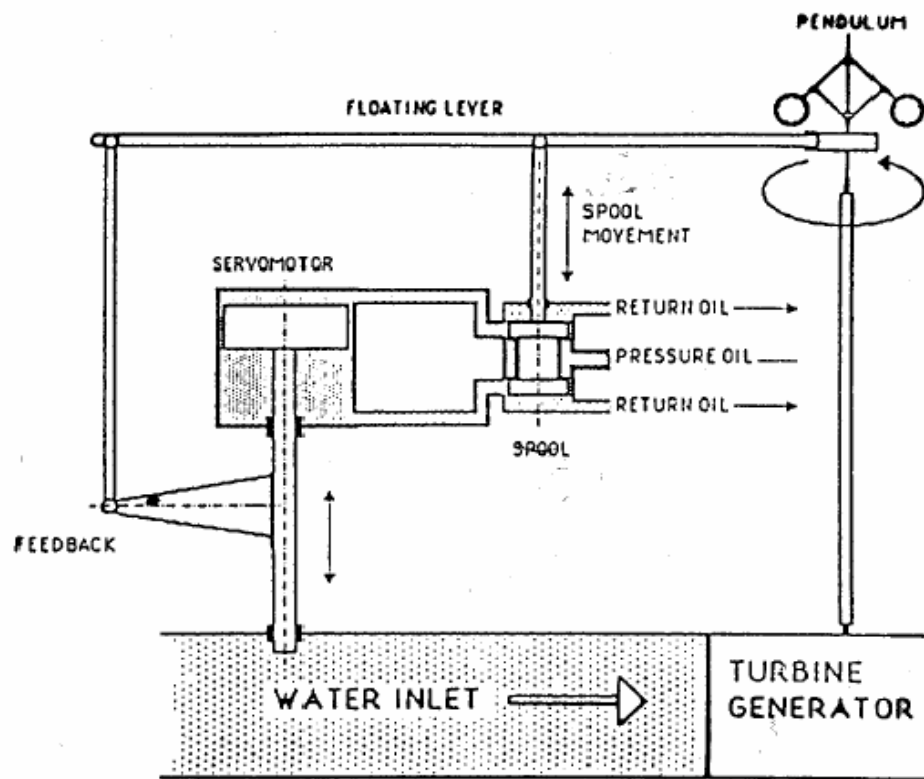 PENDULUM
FLOATING LEVER
SPOOL
MOVEMENT
SERVOMOTOR
RETURN OIL
PRESSURE OIL
RETURN OIL
SPOOL
FEEDBACK
WATER INLET
TURBINE
GENERATOR